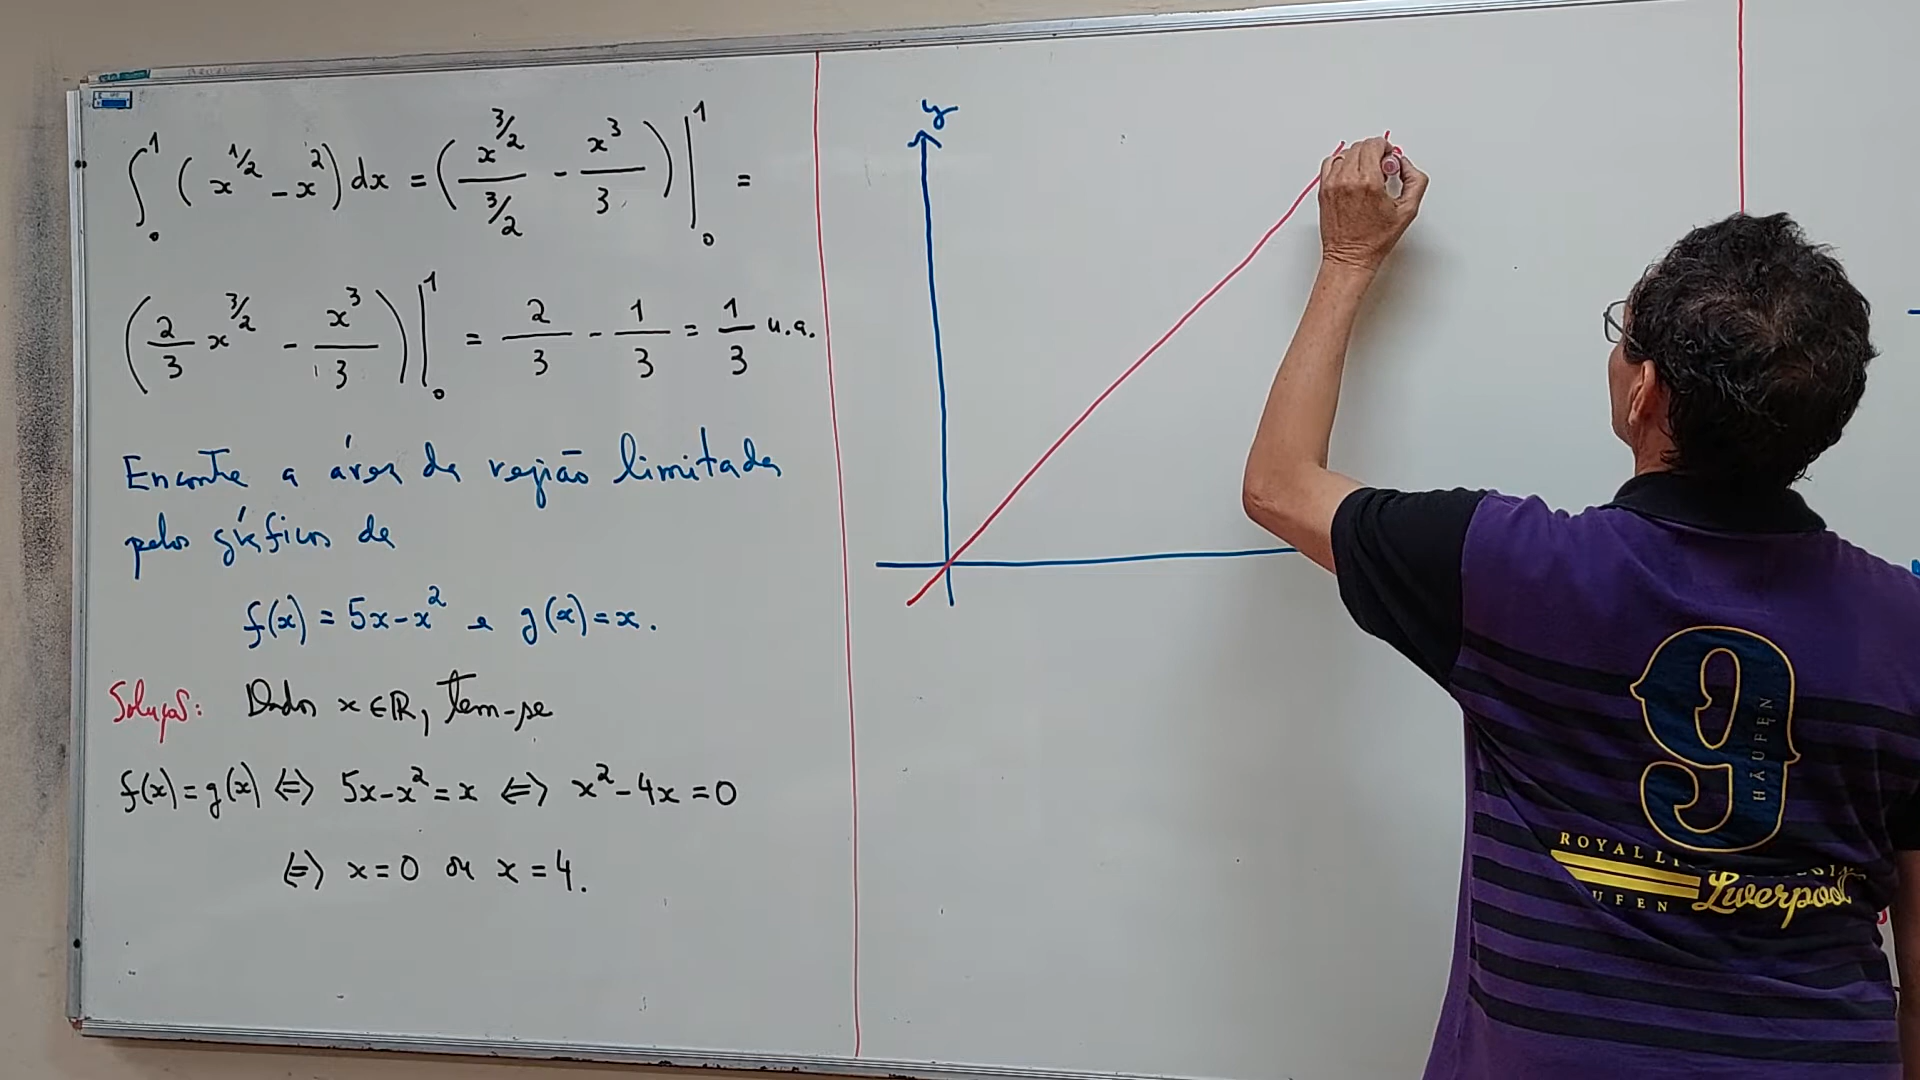 ∫₀¹ (x^{1/2} - x²) dx = (x^{3/2}/(3/2) - x³/3)|₀¹ =
(2/3 x^{3/2} - x³/3)|₀¹ = 2/3 - 1/3 = 1/3 u.a.
Encontre a área da região limitada
pelos gráficos de
f(x) = 5x-x² e g(x)=x.
Solução: Dados x∈ℝ, tem-se
f(x)=g(x) ⇔ 5x-x²=x ⇔ x²-4x=0
⇔ x=0 ou x=4.
y
9
HÄUFEN
ROYAL
Liverpool
UFEN